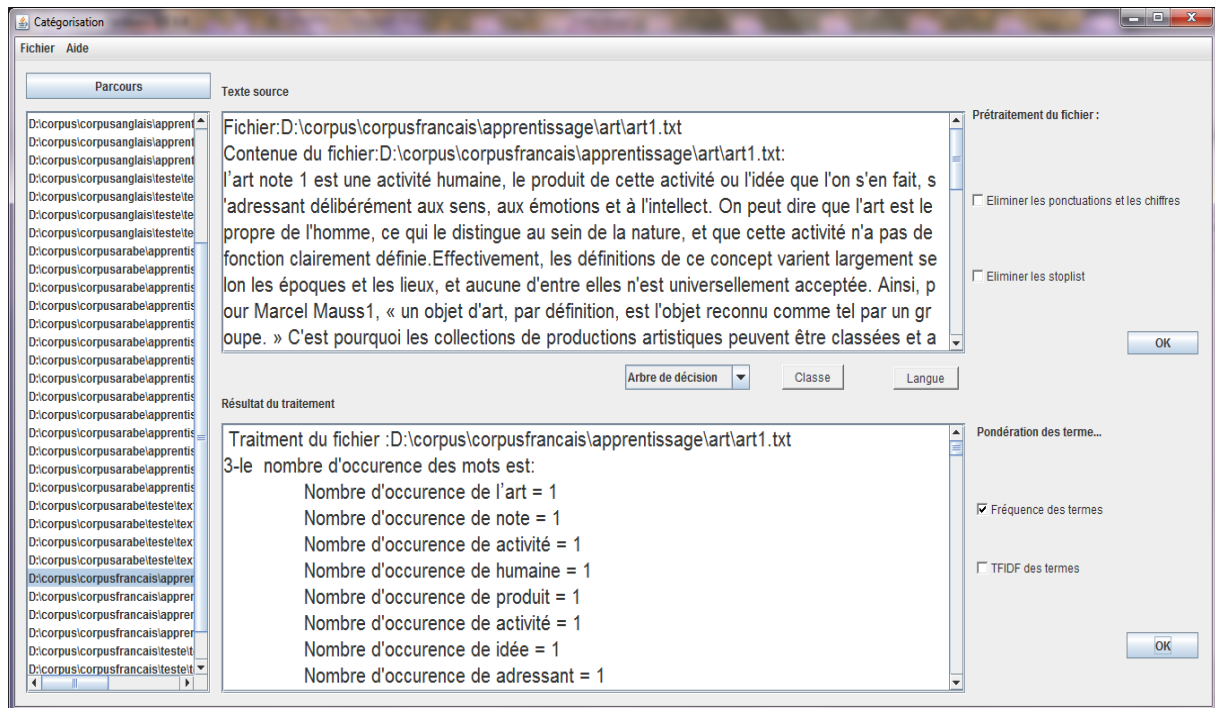 Catégorisation
Fichier Aide
Parcours
D:\corpus\corpusanglais\apprent
D:\corpus\corpusanglais\apprent
D:\corpus\corpusanglais\apprent
D:\corpus\corpusanglais\teste\te
D:\corpus\corpusanglais\teste\te
D:\corpus\corpusanglais\teste\te
D:\corpus\corpusanglais\teste\te
D:\corpus\corpusarabe\apprentis
D:\corpus\corpusarabe\apprentis
D:\corpus\corpusarabe\apprentis
D:\corpus\corpusarabe\apprentis
D:\corpus\corpusarabe\apprentis
D:\corpus\corpusarabe\apprentis
D:\corpus\corpusarabe\apprentis
D:\corpus\corpusarabe\apprentis
D:\corpus\corpusarabe\apprentis
D:\corpus\corpusarabe\apprentis
D:\corpus\corpusarabe\apprentis
D:\corpus\corpusarabe\apprentis
D:\corpus\corpusarabe\apprentis
D:\corpus\corpusarabe\apprentis
D:\corpus\corpusarabe\teste\tex
D:\corpus\corpusarabe\teste\tex
D:\corpus\corpusarabe\teste\tex
D:\corpus\corpusarabe\teste\tex
D:\corpus\corpusfrancais\apprer
D:\corpus\corpusfrancais\apprer
D:\corpus\corpusfrancais\apprer
D:\corpus\corpusfrancais\apprer
D:\corpus\corpusfrancais\teste\t
D:\corpus\corpusfrancais\teste\t
Texte source
Fichier:D:\corpus\corpusfrancais\apprentissage\art\art1.txt
Contenue du fichier:D:\corpus\corpusfrancais\apprentissage\art\art1.txt:
l’art note 1 est une activité humaine, le produit de cette activité ou l'idée que l'on s'en fait, s
'adressant délibérément aux sens, aux émotions et à l'intellect. On peut dire que l'art est le
propre de l'homme, ce qui le distingue au sein de la nature, et que cette activité n'a pas de
fonction clairement définie.Effectivement, les définitions de ce concept varient largement se
lon les époques et les lieux, et aucune d'entre elles n'est universellement acceptée. Ainsi, p
our Marcel Mauss1, « un objet d'art, par définition, est l'objet reconnu comme tel par un gr
oupe. » C'est pourquoi les collections de productions artistiques peuvent être classées et a
Arbre de décision
Classe
Langue
Résultat du traitement
Traitment du fichier :D:\corpus\corpusfrancais\apprentissage\art\art1.txt
3-le nombre d'occurence des mots est:
Nombre d'occurence de l’art = 1
Nombre d'occurence de note = 1
Nombre d'occurence de activité = 1
Nombre d'occurence de humaine = 1
Nombre d'occurence de produit = 1
Nombre d'occurence de activité = 1
Nombre d'occurence de idée = 1
Nombre d'occurence de adressant = 1
Prétraitement du fichier :
Eliminer les ponctuations et les chiffres
Eliminer les stoplist
OK
Pondération des terme...
Fréquence des termes
TFIDF des termes
OK